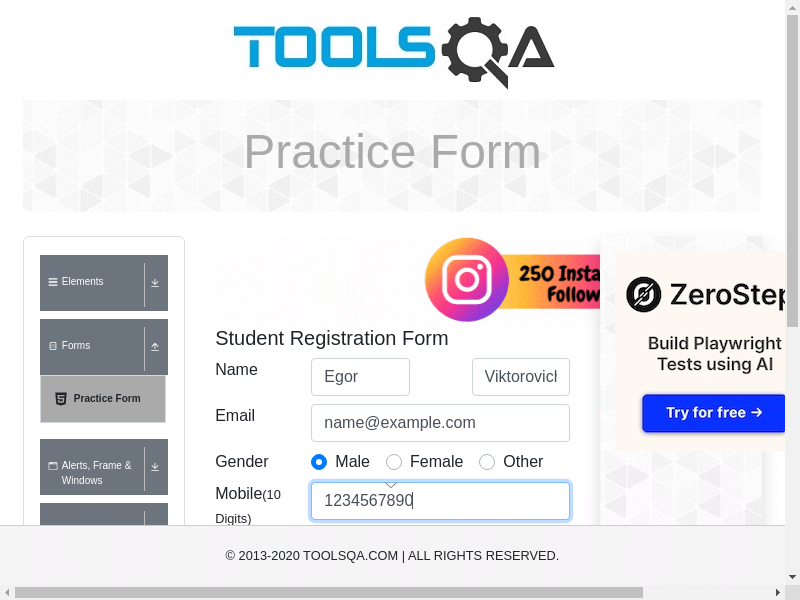 TOOLSQA
Practice Form
Elements
Forms
Practice Form
Alerts, Frame &
Windows
250 Insta
Follow
ZeroStep
Build Playwright
Tests using AI
Try for free →
Student Registration Form
Name
Egor
Viktorovich
Email
name@example.com
Gender
Male
Female
Other
Mobile(10
Digits)
1234567890
© 2013-2020 TOOLSQA.COM | ALL RIGHTS RESERVED.